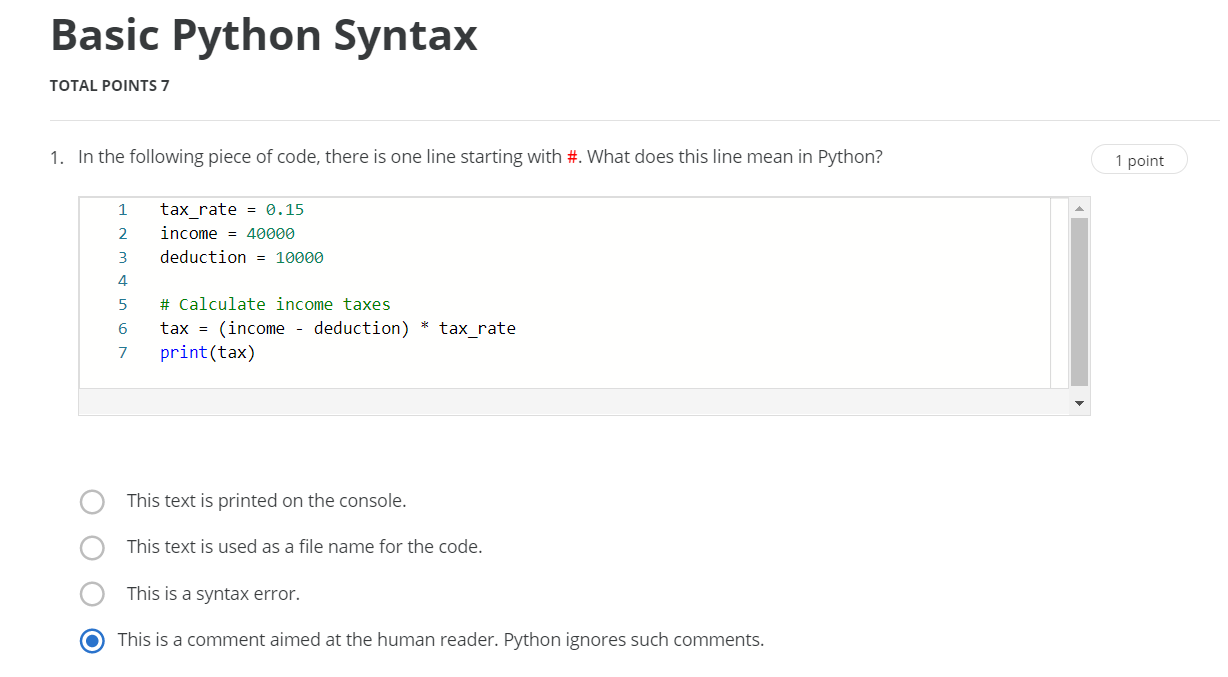 Basic Python Syntax
TOTAL POINTS 7
1. In the following piece of code, there is one line starting with #. What does this line mean in Python?
1 point
1 tax_rate = 0.15
2 income = 40000
3 deduction = 10000
4
5 # Calculate income taxes
6 tax = (income - deduction) * tax_rate
7 print(tax)
This text is printed on the console.
This text is used as a file name for the code.
This is a syntax error.
This is a comment aimed at the human reader. Python ignores such comments.